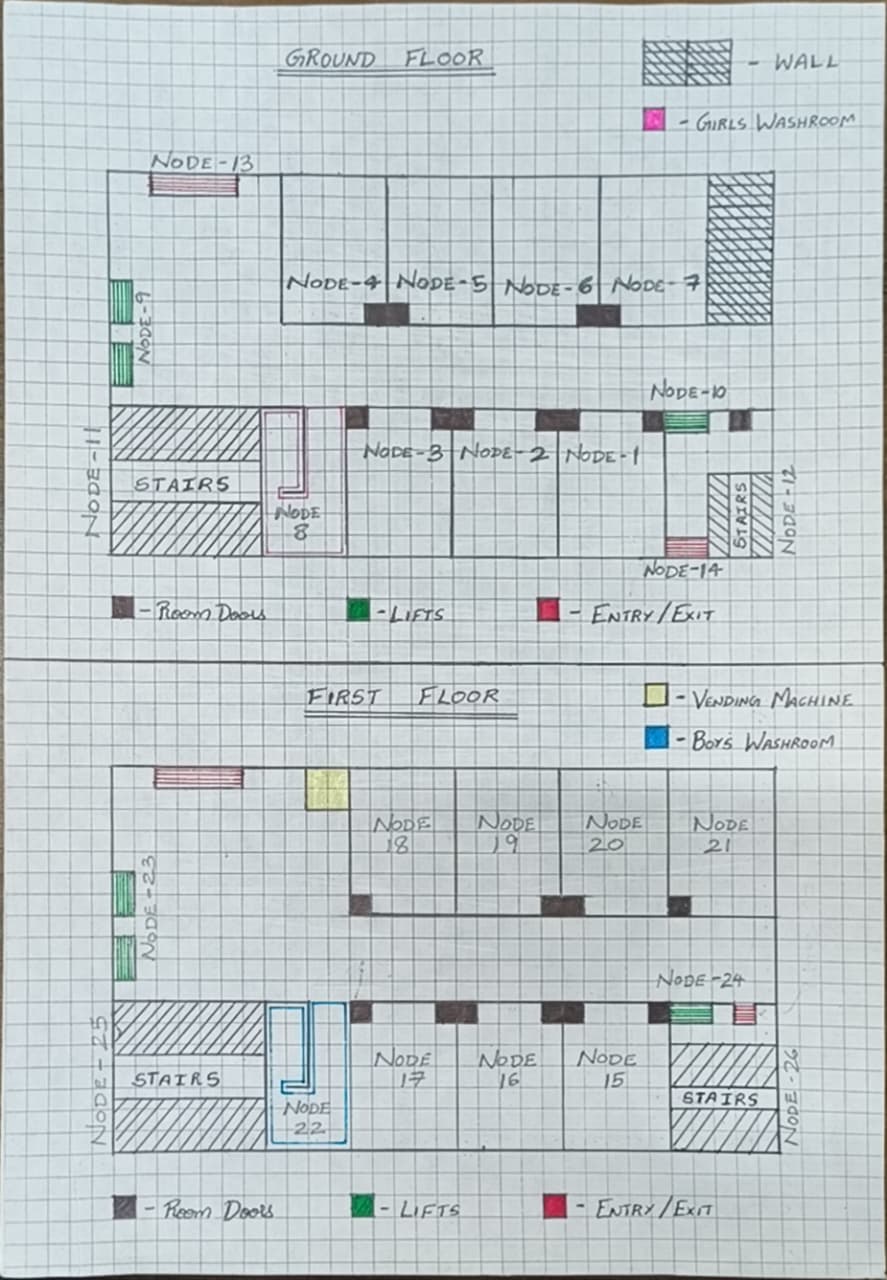 GROUND FLOOR
- WALL
- GIRLS WASHROOM
NODE-13
NODE-4
NODE-5
NODE-6
NODE-7
NODE-9
NODE-10
NODE-11
STAIRS
NODE
8
NODE-3
NODE-2
NODE-1
STAIRS
NODE-12
NODE-14
- ROOM DOORS
- LIFTS
- ENTRY/EXIT
FIRST FLOOR
- VENDING MACHINE
- BOYS WASHROOM
NODE
18
NODE
19
NODE
20
NODE
21
NODE-23
NODE-24
NODE-25
STAIRS
NODE
22
NODE
17
NODE
16
NODE
15
STAIRS
NODE-26
- ROOM DOORS
- LIFTS
- ENTRY/EXIT